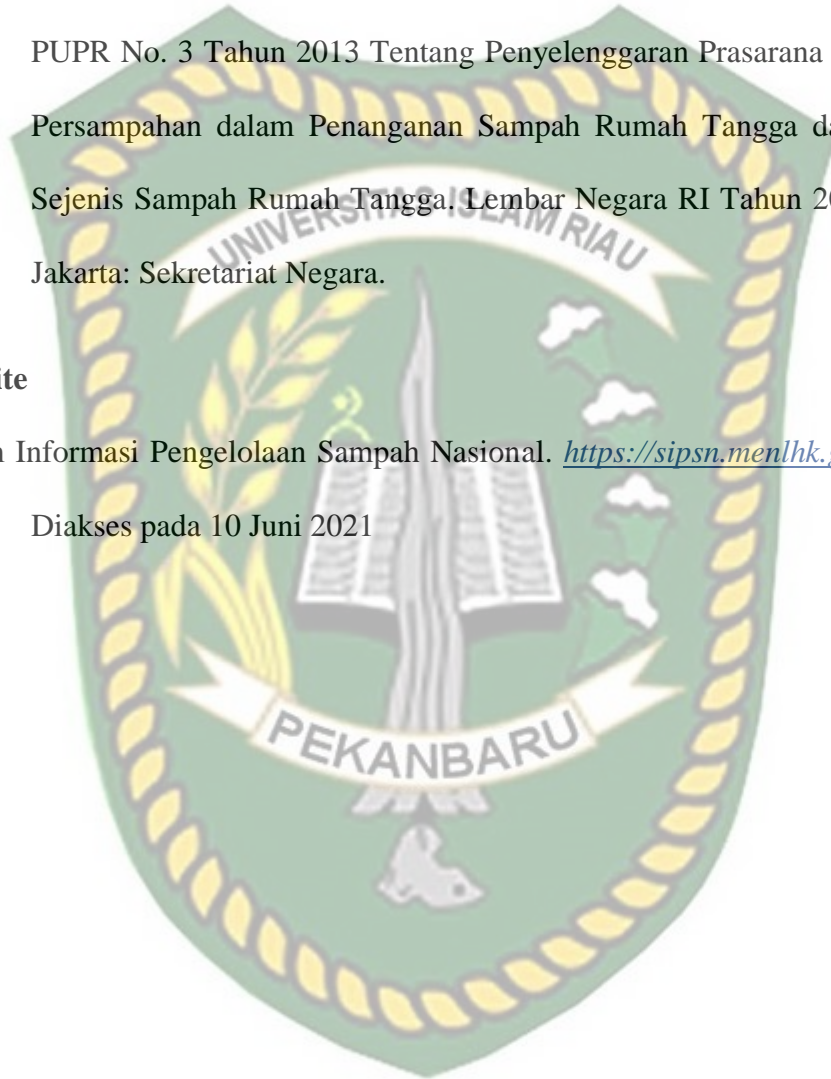 PUPR No. 3 Tahun 2013 Tentang Penyelenggaran Prasarana
Persampahan dalam Penanganan Sampah Rumah Tangga da
Sejenis Sampah Rumah Tangga. Lembar Negara RI Tahun 20
Jakarta: Sekretariat Negara.
UNIVERSITAS ISLAM RIAU
ite
n Informasi Pengelolaan Sampah Nasional. https://sipsn.menlhk.g
Diakses pada 10 Juni 2021
PEKANBARU